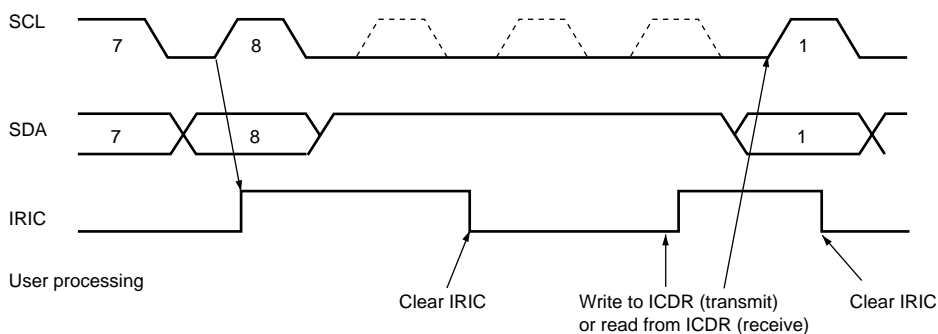 SCL
7
8
1
SDA
7
8
1
IRIC
User processing
Clear IRIC
Write to ICDR (transmit)
or read from ICDR (receive)
Clear IRIC